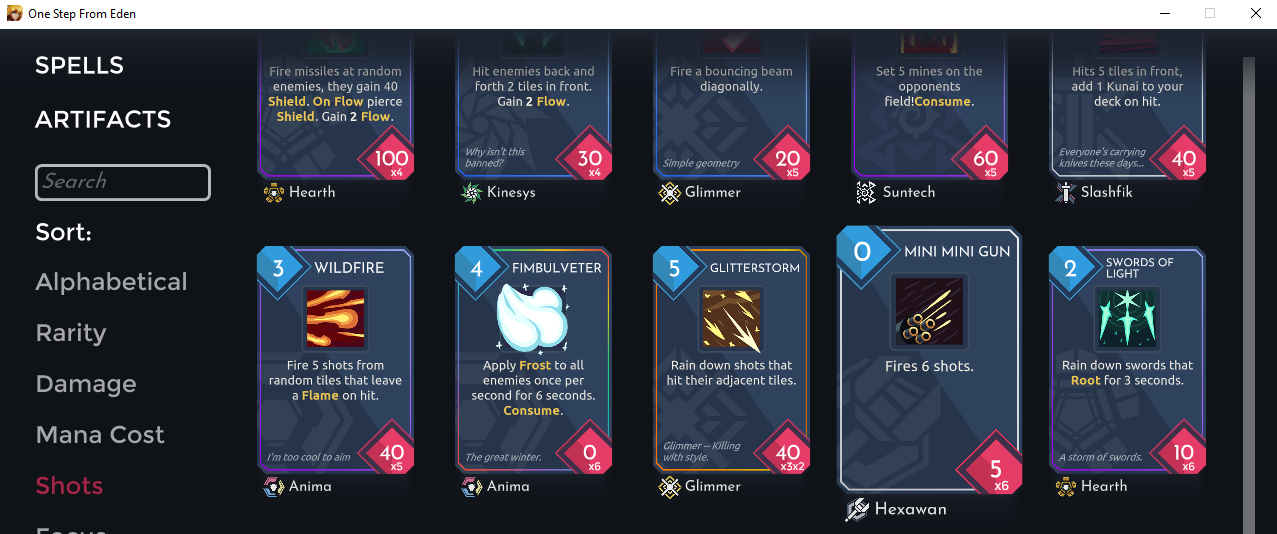 One Step From Eden
SPELLS
ARTIFACTS
Search
Sort:
Alphabetical
Rarity
Damage
Mana Cost
Shots
Focus
Fire missiles at random
enemies, they gain 40
Shield. On Flow pierce
Shield. Gain 2 Flow.
100
x4
Hearth
Hit enemies back and
forth 2 tiles in front.
Gain 2 Flow.
Why isn't this
banned?
30
x4
Kinesys
Fire a bouncing beam
diagonally.
Simple geometry
20
x5
Glimmer
Set 5 mines on the
opponents
field!Consume.
60
x5
Suntech
Hits 5 tiles in front,
add 1 Kunai to your
deck on hit.
Everyone's carrying
knives these days...
40
x5
Slashfik
3
WILDFIRE
Fire 5 shots from
random tiles that leave
a Flame on hit.
I'm too cool to aim
40
x5
Anima
4
FIMBULVETER
Apply Frost to all
enemies once per
second for 6 seconds.
Consume.
The great winter.
0
x6
Anima
5
GLITTERSTORM
Rain down shots that
hit their adjacent tiles.
Glimmer – Killing
with style.
40
x3x2
Glimmer
0
MINI MINI GUN
Fires 6 shots.
5
x6
Hexawan
2
SWORDS OF
LIGHT
Rain down swords that
Root for 3 seconds.
A storm of swords.
10
x6
Hearth